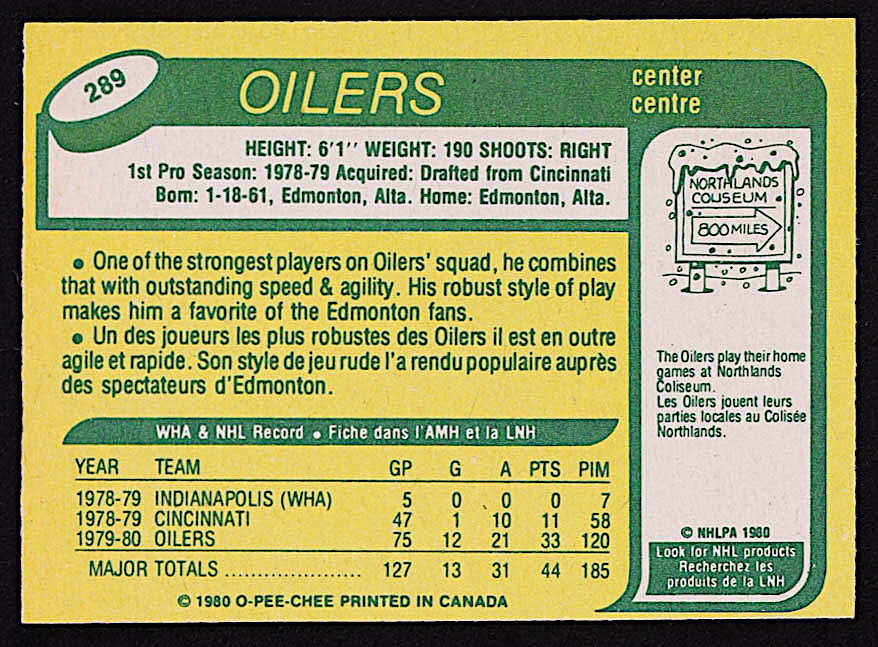 289
OILERS
center
centre
HEIGHT: 6'1'' WEIGHT: 190 SHOOTS: RIGHT
1st Pro Season: 1978-79 Acquired: Drafted from Cincinnati
Born: 1-18-61, Edmonton, Alta. Home: Edmonton, Alta.
• One of the strongest players on Oilers' squad, he combines
that with outstanding speed & agility. His robust style of play
makes him a favorite of the Edmonton fans.
• Un des joueurs les plus robustes des Oilers il est en outre
agile et rapide. Son style de jeu rude l'a rendu populaire auprès
des spectateurs d'Edmonton.
WHA & NHL Record • Fiche dans l'AMH et la LNH
YEAR TEAM GP G A PTS PIM
1978-79 INDIANAPOLIS (WHA) 5 0 0 0 7
1978-79 CINCINNATI 47 1 10 11 58
1979-80 OILERS 75 12 21 33 120
MAJOR TOTALS ..................... 127 13 31 44 185
© 1980 O-PEE-CHEE PRINTED IN CANADA
NORTHLANDS
COLISEUM
800 MILES
The Oilers play their home
games at Northlands
Coliseum.
Les Oilers jouent leurs
parties locales au Colisée
Northlands.
© NHLPA 1980
Look for NHL products
Recherchez les
produits de la LNH